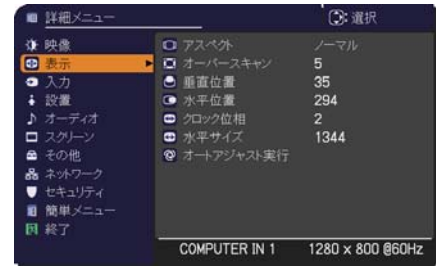 詳細メニュー
:選択
映像
表示
入力
設置
オーディオ
スクリーン
その他
ネットワーク
セキュリティ
簡単メニュー
終了
アスペクト ノーマル
オーバースキャン 5
垂直位置 35
水平位置 294
クロック位相 2
水平サイズ 1344
オートアジャスト実行
COMPUTER IN 1 1280 x 800 @60Hz